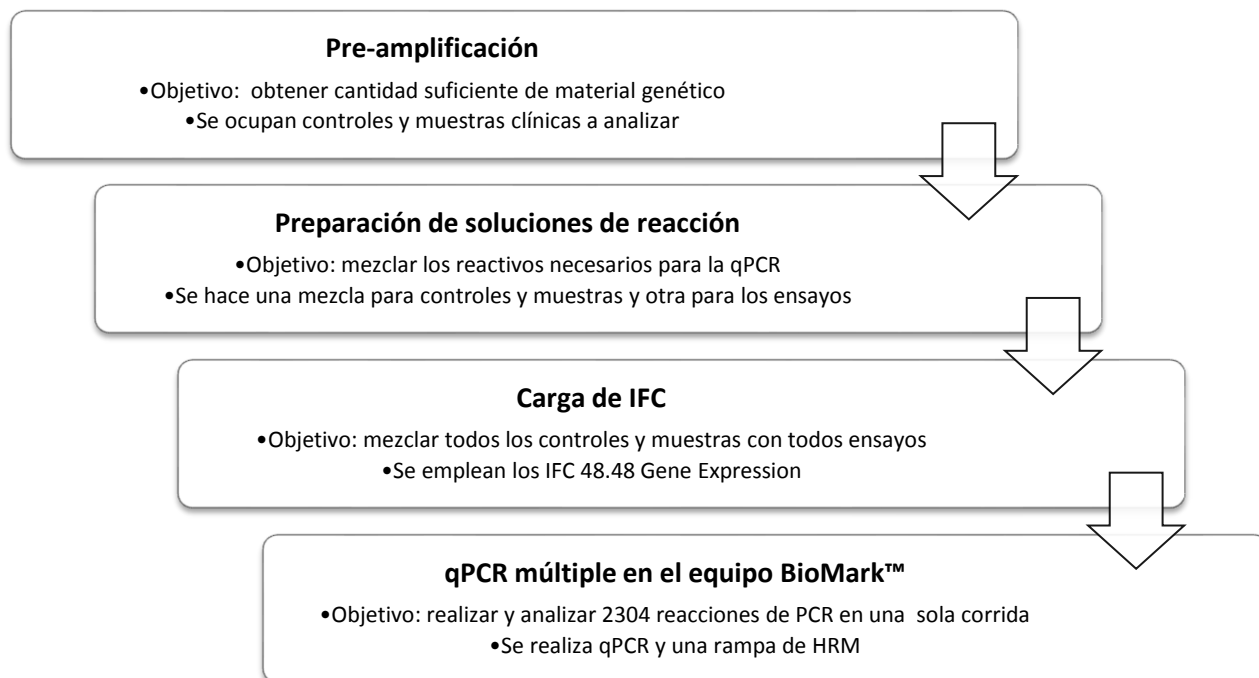 Pre-amplificación
•Objetivo: obtener cantidad suficiente de material genético
•Se ocupan controles y muestras clínicas a analizar
Preparación de soluciones de reacción
•Objetivo: mezclar los reactivos necesarios para la qPCR
•Se hace una mezcla para controles y muestras y otra para los ensayos
Carga de IFC
•Objetivo: mezclar todos los controles y muestras con todos ensayos
•Se emplean los IFC 48.48 Gene Expression
qPCR múltiple en el equipo BioMark™
•Objetivo: realizar y analizar 2304 reacciones de PCR en una sola corrida
•Se realiza qPCR y una rampa de HRM